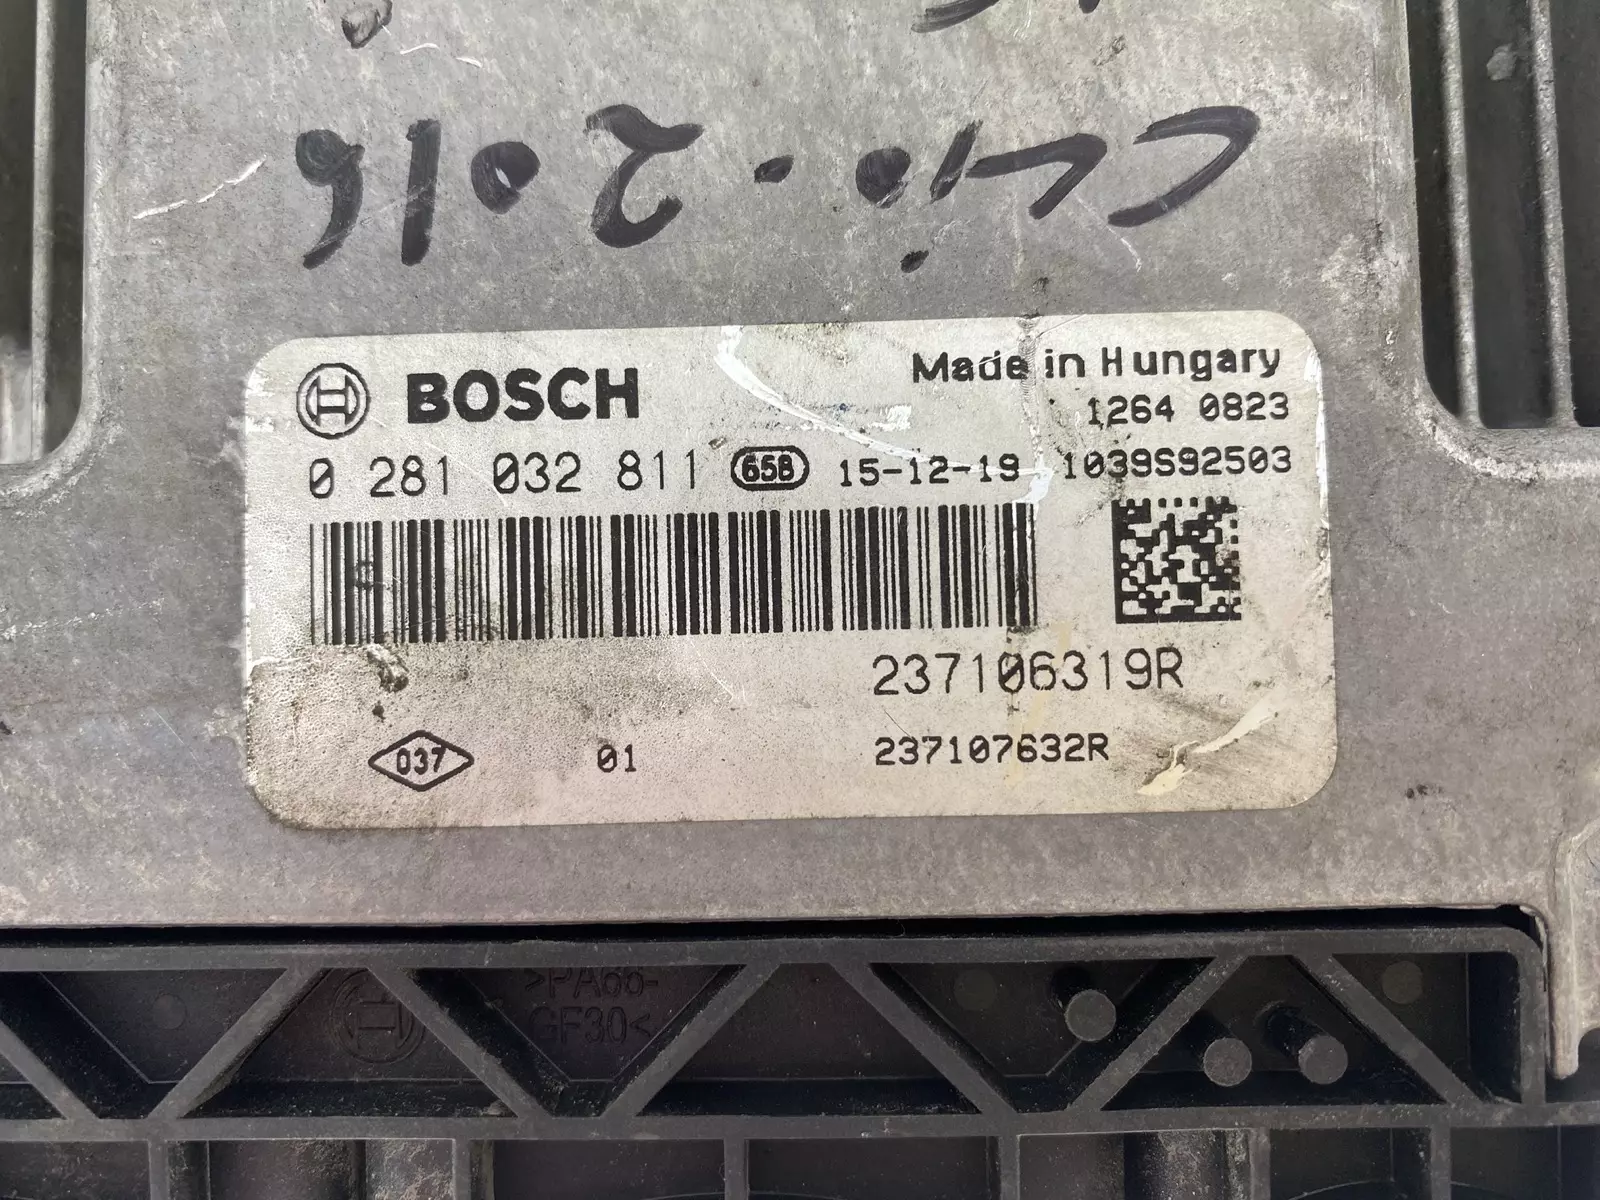 CLio. 2016
BOSCH
Made in Hungary
1264 0823
0 281 032 811 65B 15-12-19 1039S92503
237106319R
037 01 237107632R
>PA66-
GF30<